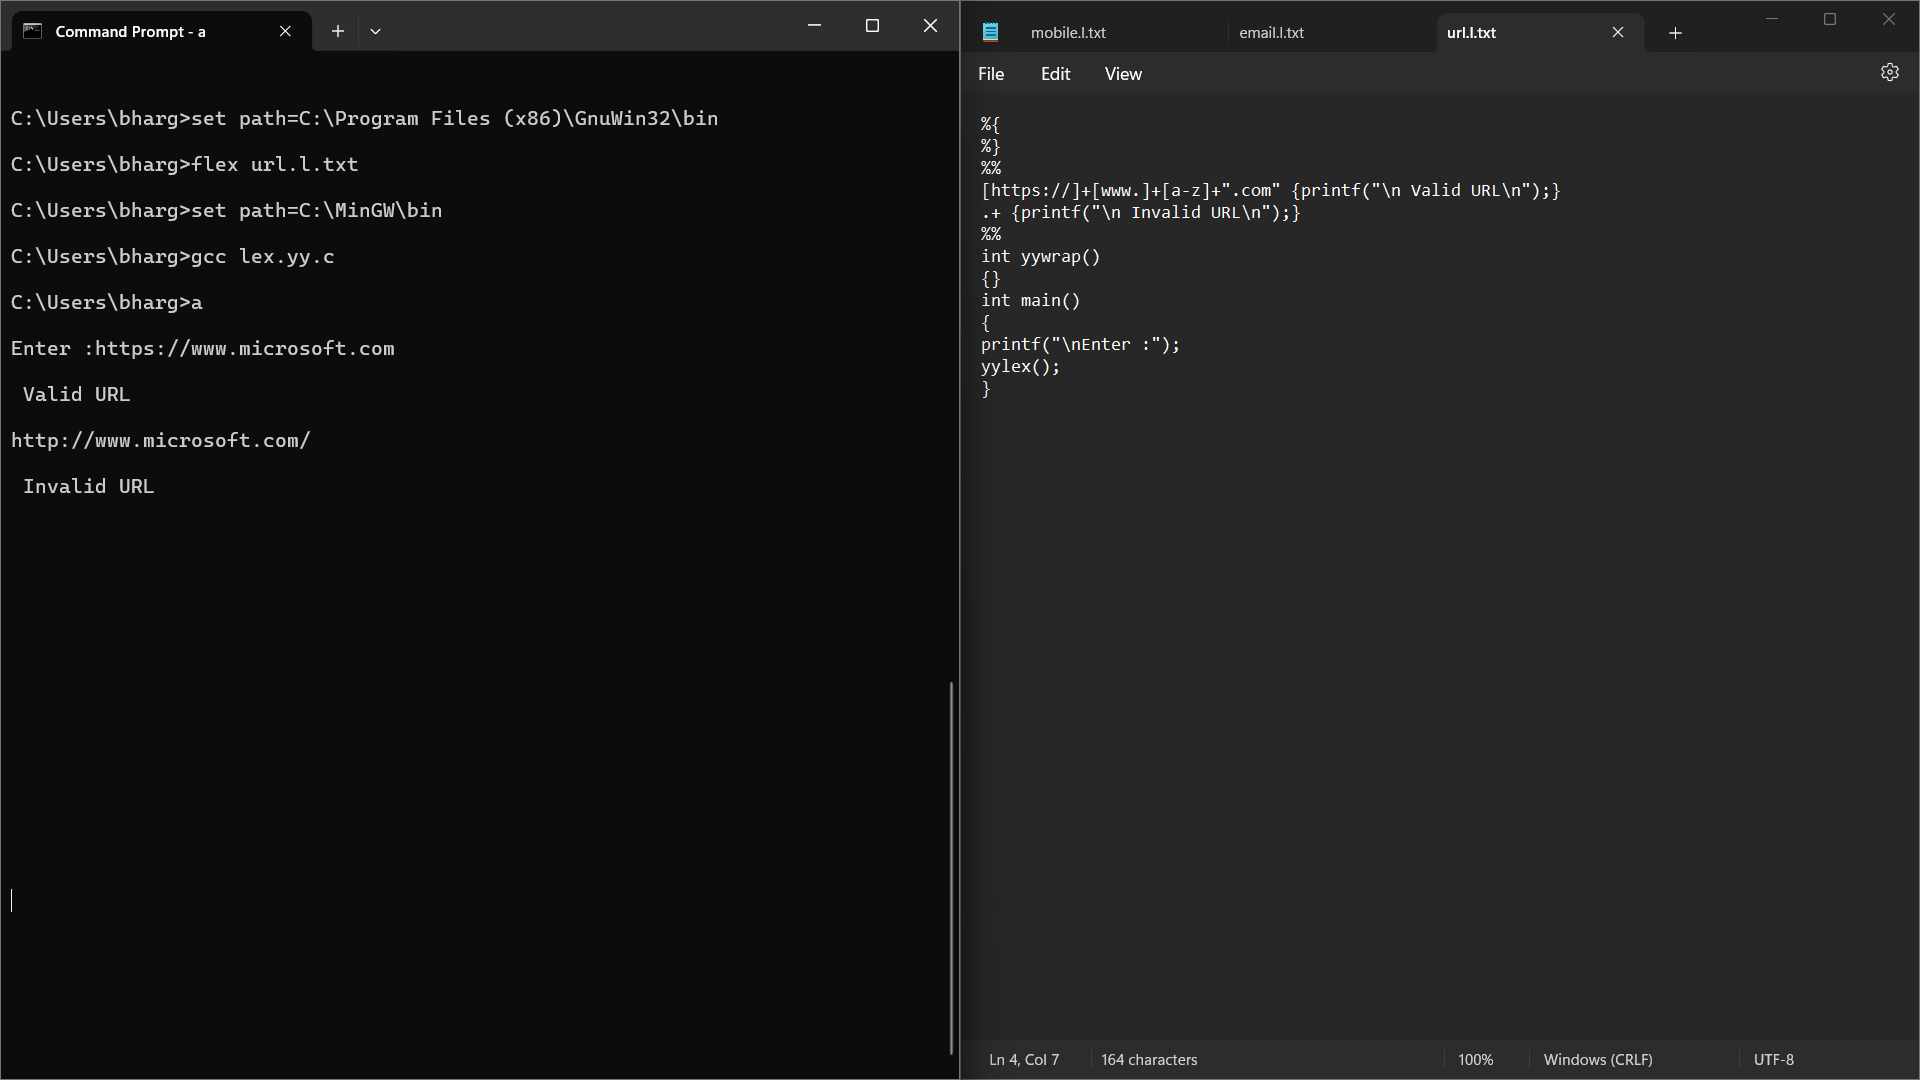 Command Prompt - a
C:\Users\bharg>set path=C:\Program Files (x86)\GnuWin32\bin
C:\Users\bharg>flex url.l.txt
C:\Users\bharg>set path=C:\MinGW\bin
C:\Users\bharg>gcc lex.yy.c
C:\Users\bharg>a
Enter :https://www.microsoft.com
 Valid URL
http://www.microsoft.com/
 Invalid URL
mobile.l.txt
email.l.txt
url.l.txt
File
Edit
View
%{
%}
%%
[https://]+[www.]+[a-z]+".com" {printf("\n Valid URL\n");}
.+ {printf("\n Invalid URL\n");}
%%
int yywrap()
{}
int main()
{
printf("\nEnter :");
yylex();
}
Ln 4, Col 7
164 characters
100%
Windows (CRLF)
UTF-8